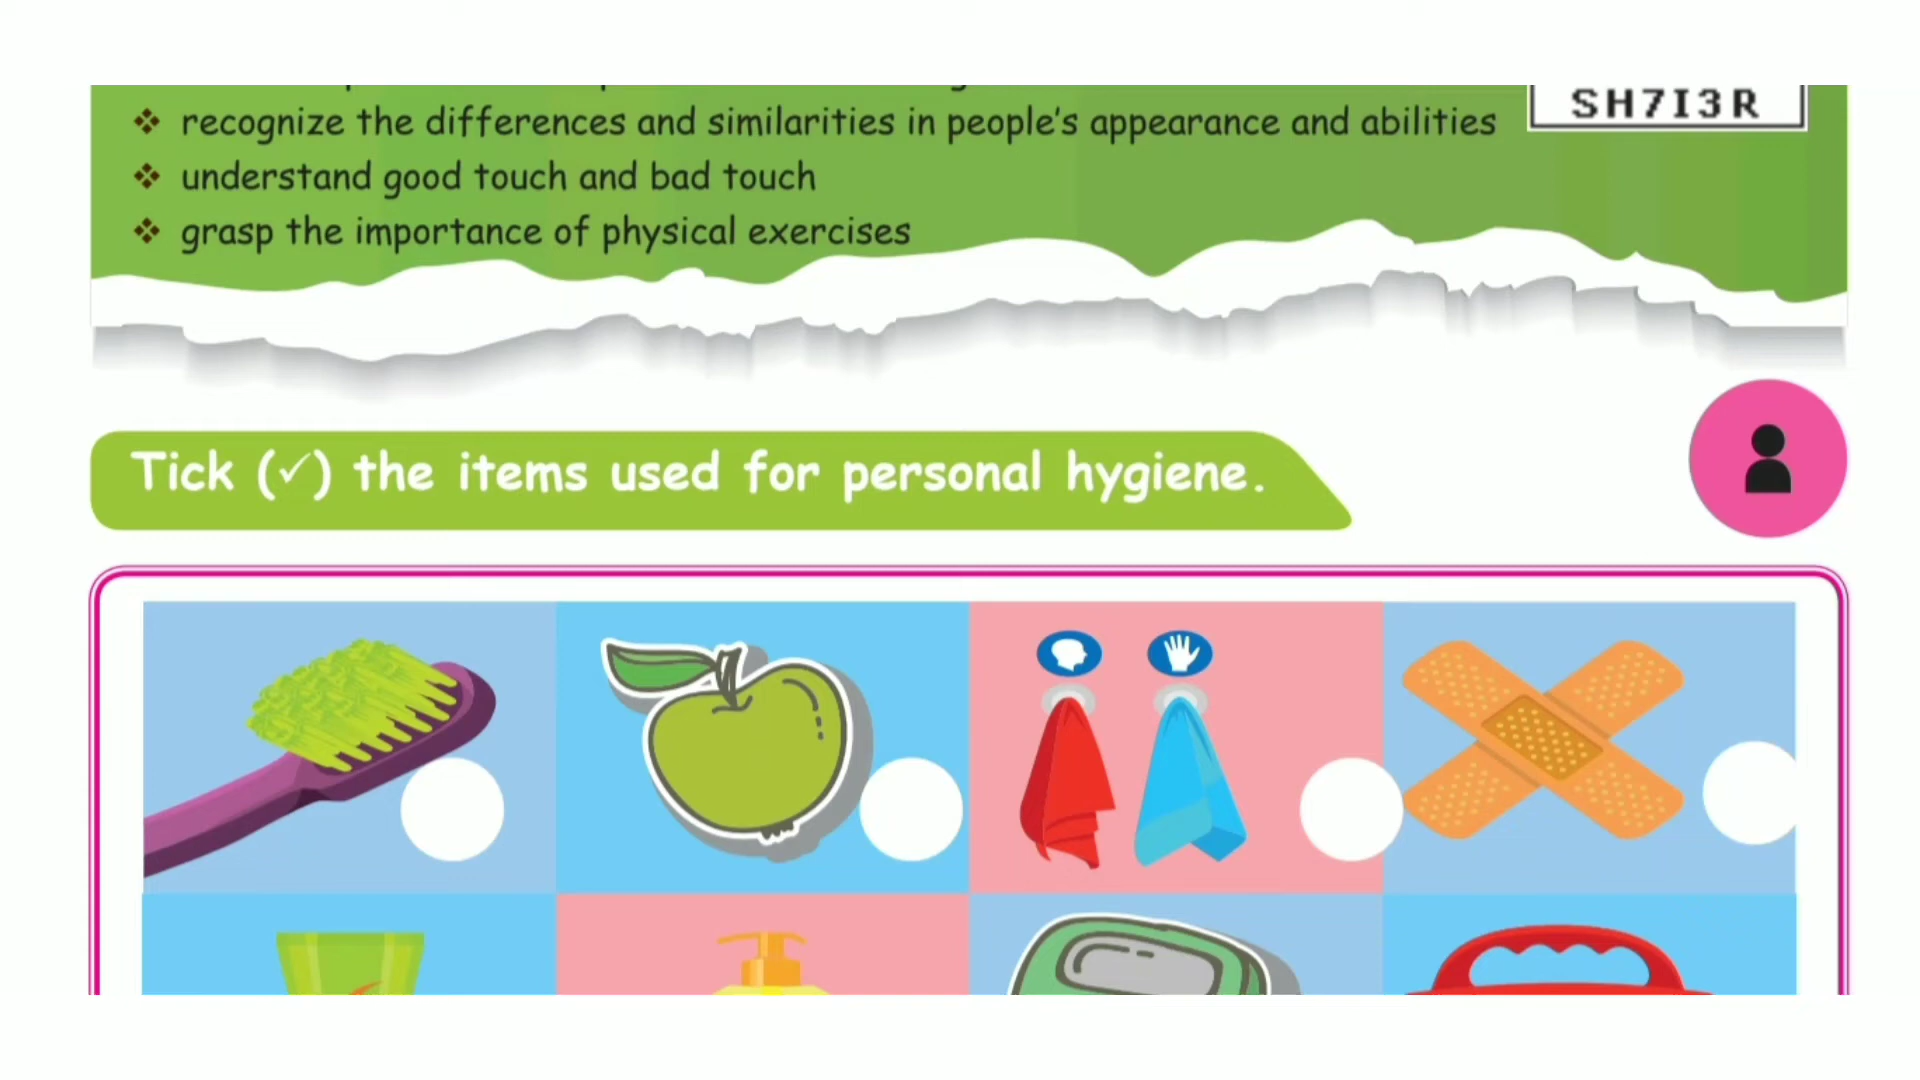 SH7I3R
❖ recognize the differences and similarities in people's appearance and abilities
❖ understand good touch and bad touch
❖ grasp the importance of physical exercises
Tick (✓) the items used for personal hygiene.